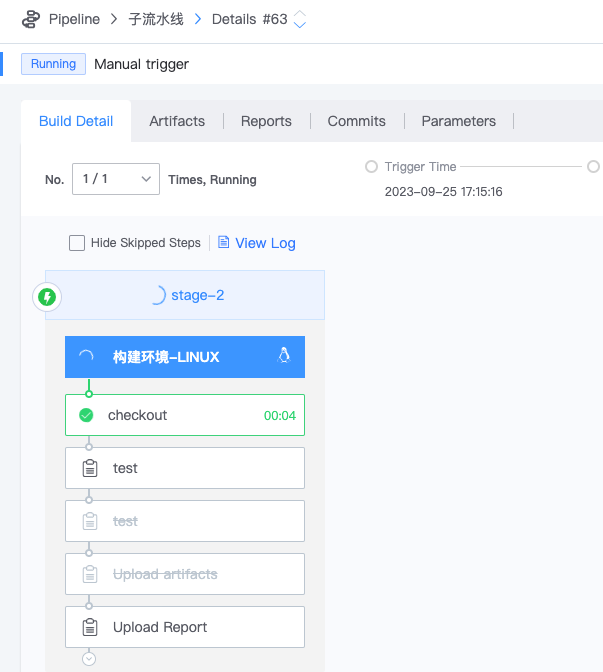 Pipeline > 子流水线 > Details #63
Running Manual trigger
Build Detail Artifacts Reports Commits Parameters
No. 1 / 1 Times, Running
Trigger Time
2023-09-25 17:15:16
Hide Skipped Steps View Log
stage-2
构建环境-LINUX
checkout 00:04
test
test
Upload artifacts
Upload Report